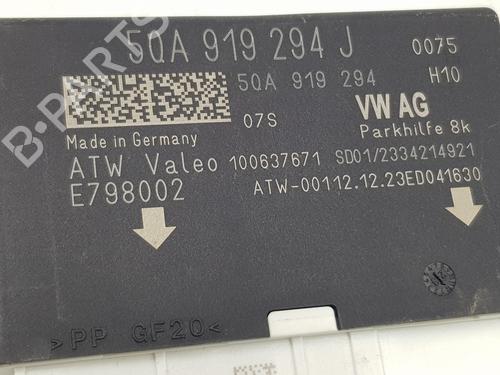 5QA 919 294 J
0075
5QA 919 294
H10
07S
VW AG
Parkhilfe 8k
Made in Germany
ATW Valeo 100637671 SD01/2334214921
E798002
ATW-00112.12.23ED041630
>PP GF20<
B-PARTS